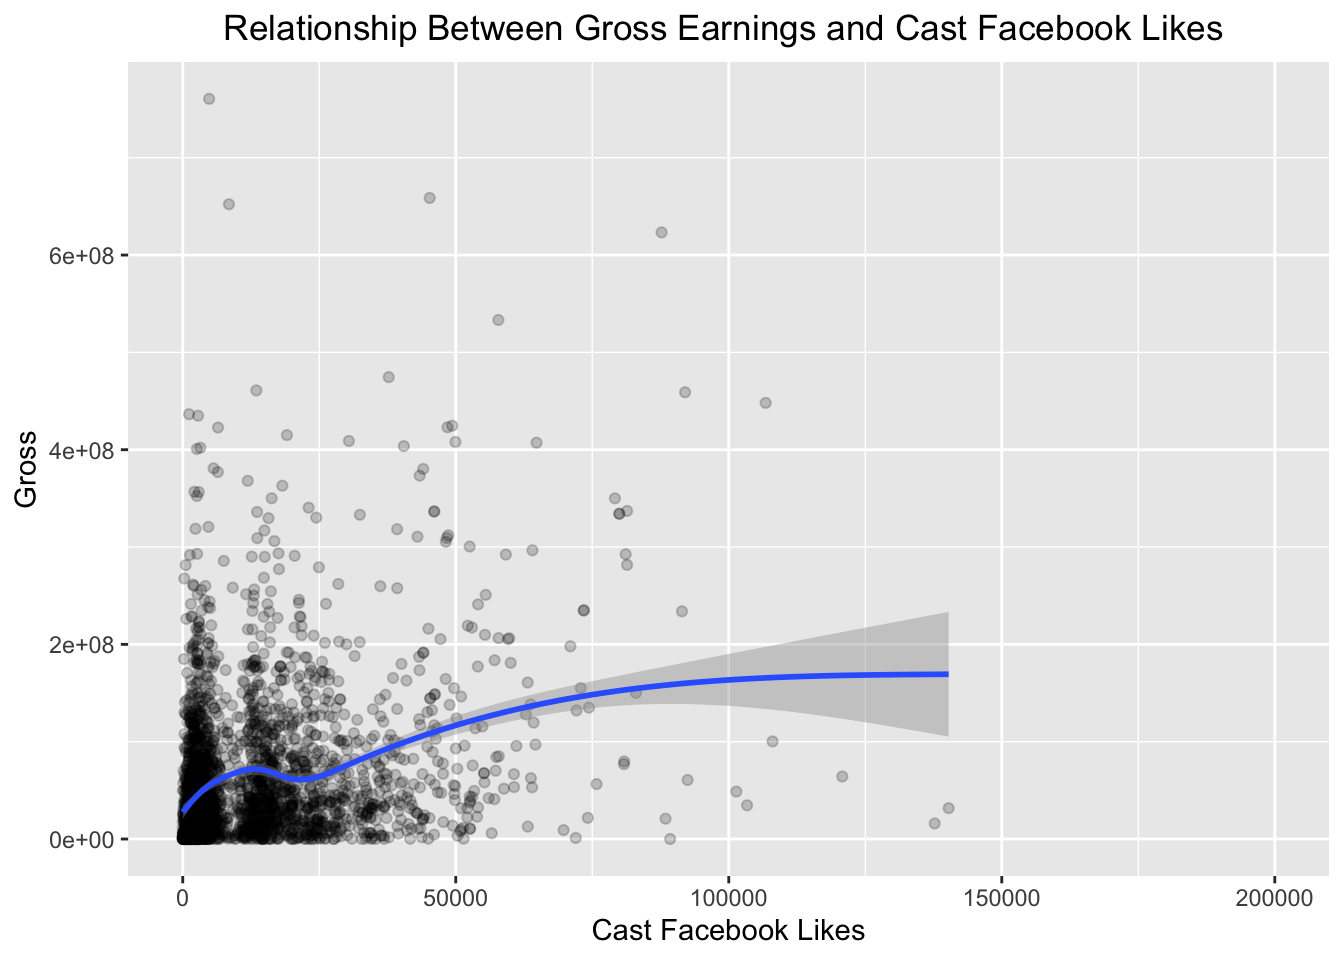 Relationship Between Gross Earnings and Cast Facebook Likes
Gross
6e+08
4e+08
2e+08
0e+00
0 50000 100000 150000 200000
Cast Facebook Likes